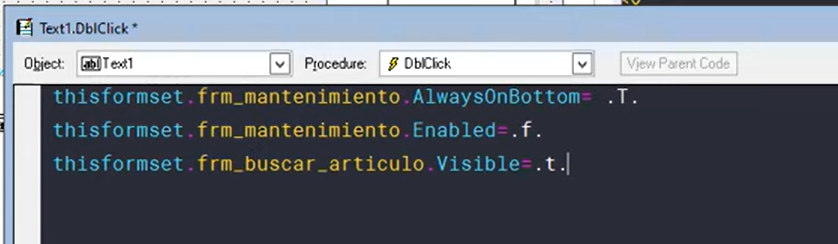 Text1.DblClick *
Object: Text1 Procedure: DblClick View Parent Code
thisformset.frm_mantenimiento.AlwaysOnBottom= .T.
thisformset.frm_mantenimiento.Enabled=.f.
thisformset.frm_buscar_articulo.Visible=.t.